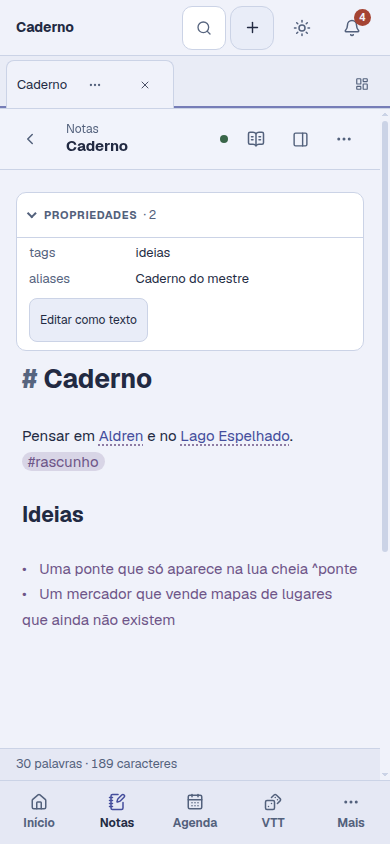 Caderno
4
Caderno
Notas
Caderno
PROPRIEDADES · 2
tags ideias
aliases Caderno do mestre
Editar como texto
# Caderno
Pensar em Aldren e no Lago Espelhado.
#rascunho
Ideias
• Uma ponte que só aparece na lua cheia ^ponte
• Um mercador que vende mapas de lugares
que ainda não existem
30 palavras · 189 caracteres
Início Notas Agenda VTT Mais